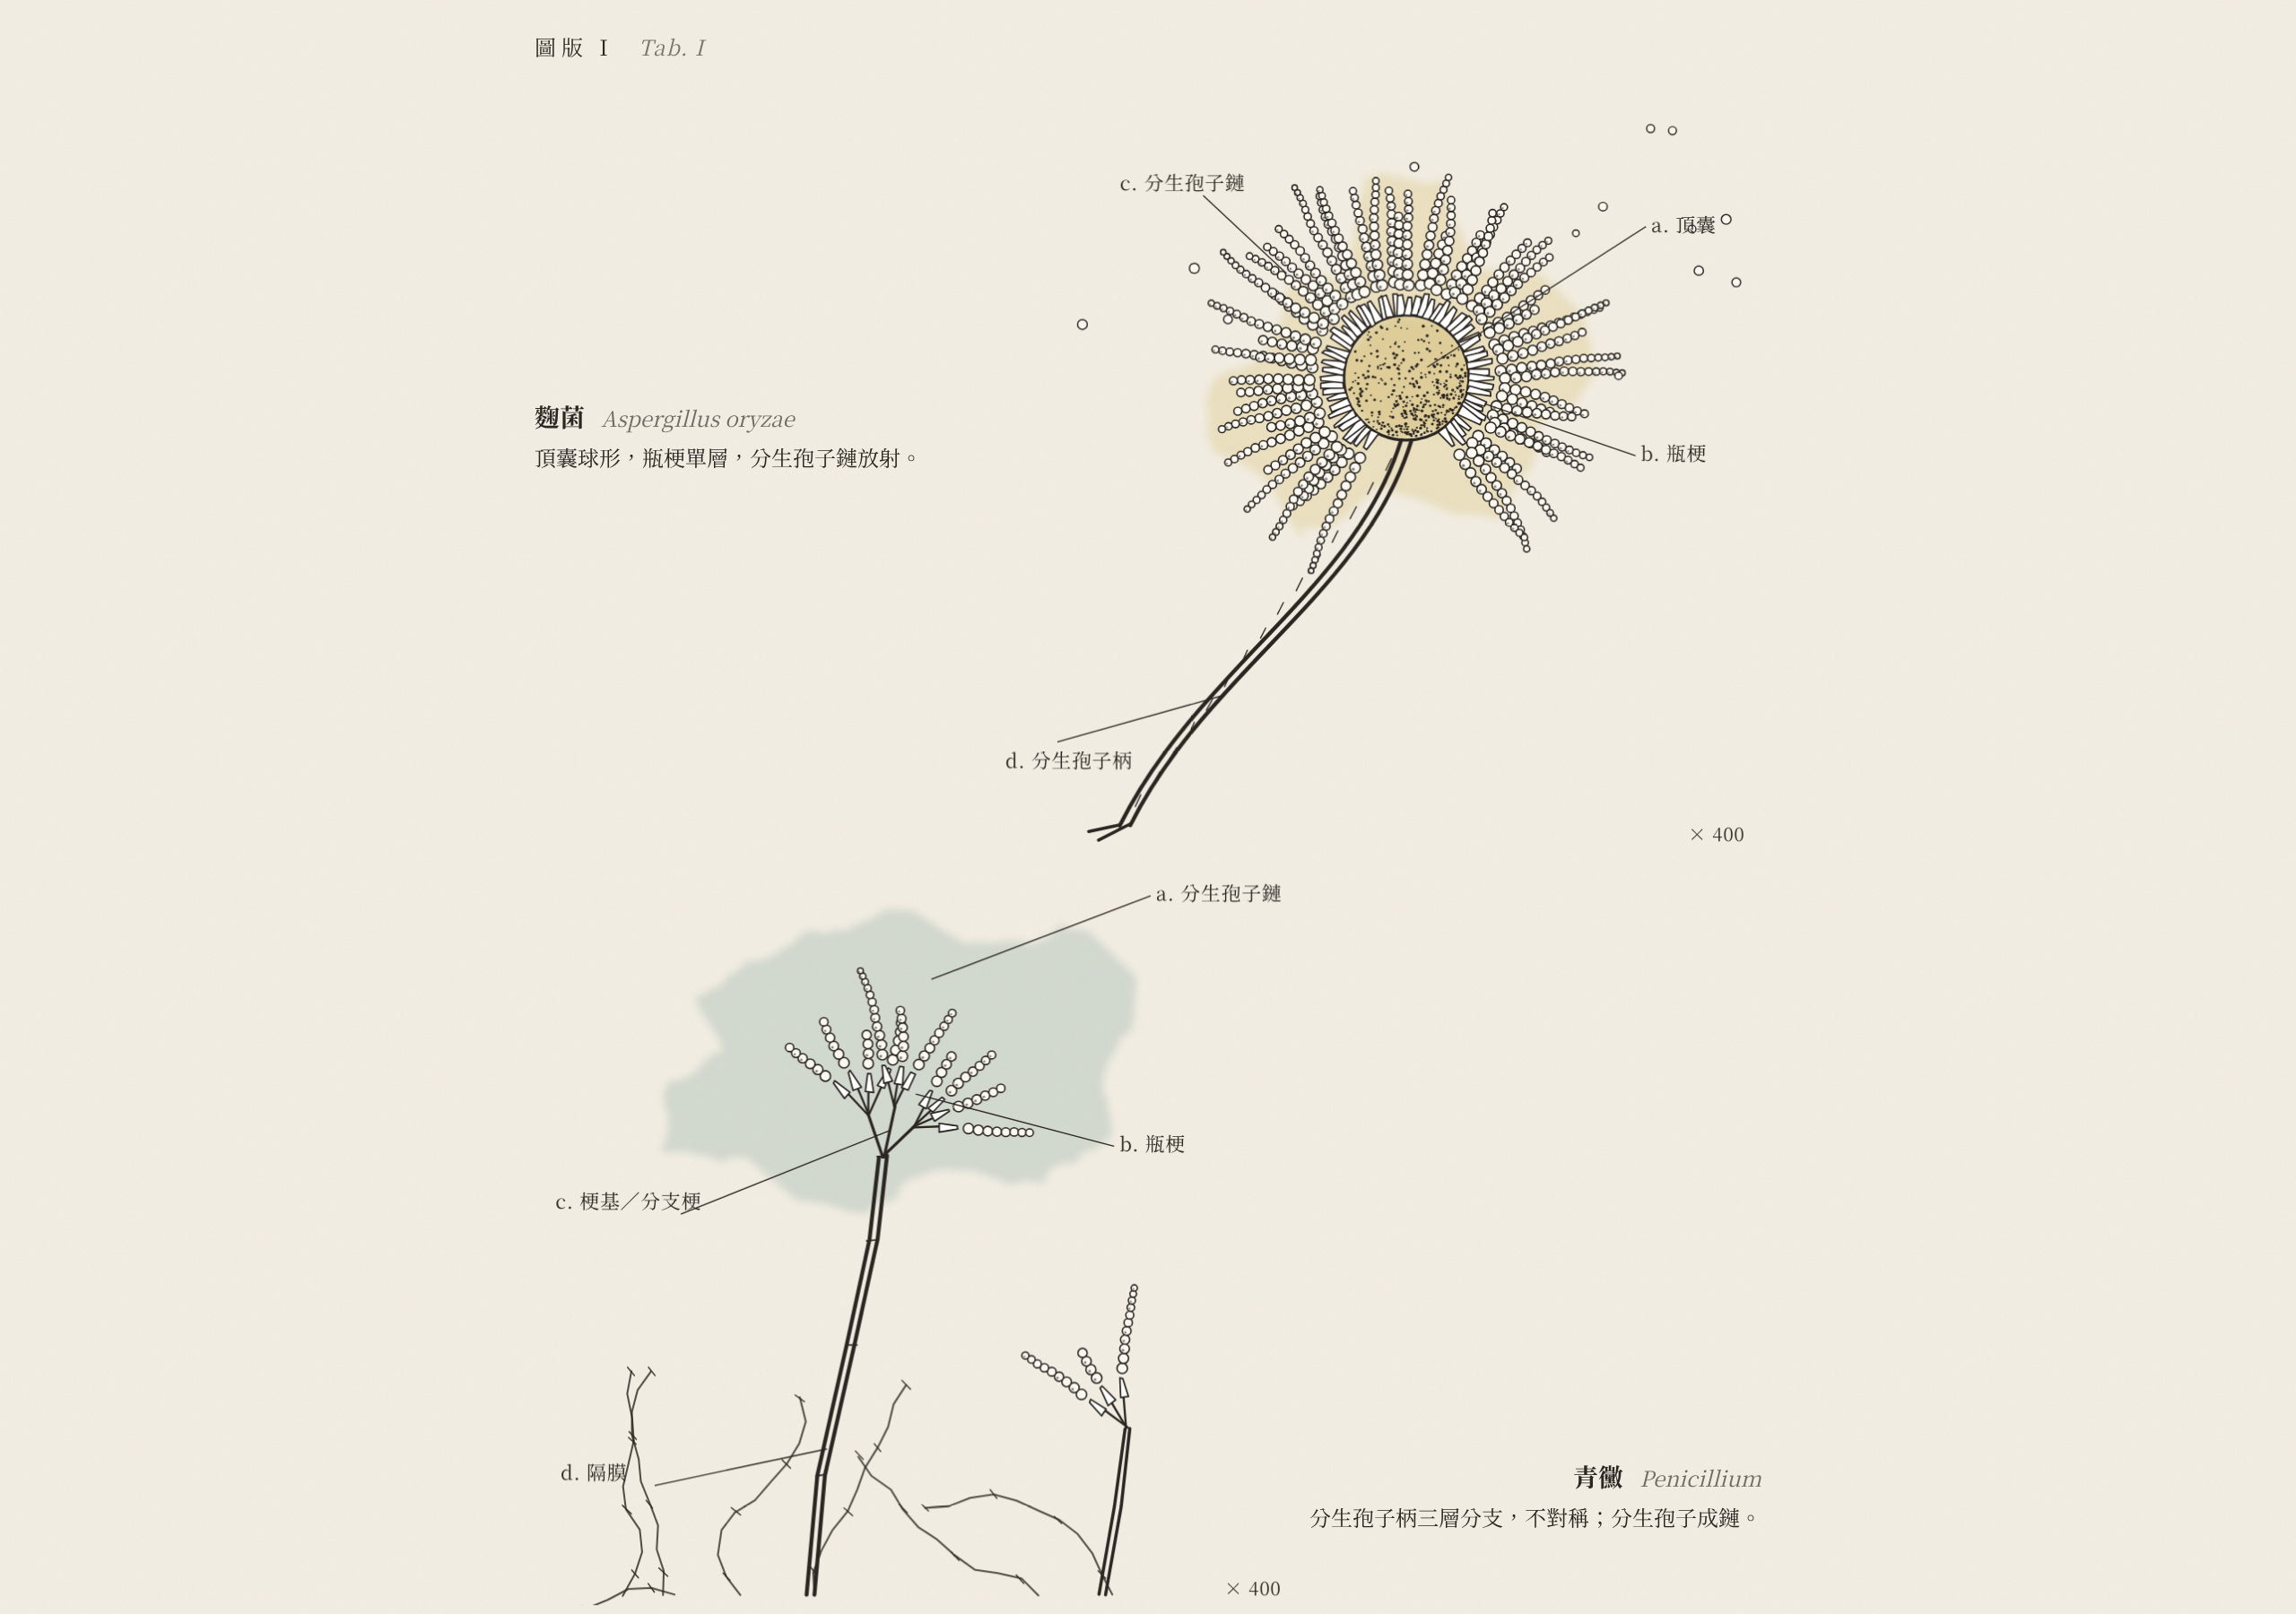 圖版 I Tab. I
c. 分生孢子鏈
a. 頂囊
麴菌 Aspergillus oryzae
頂囊球形，瓶梗單層，分生孢子鏈放射。
b. 瓶梗
d. 分生孢子柄
× 400
a. 分生孢子鏈
b. 瓶梗
c. 梗基／分支梗
d. 隔膜
青黴 Penicillium
分生孢子柄三層分支，不對稱；分生孢子成鏈。
× 400